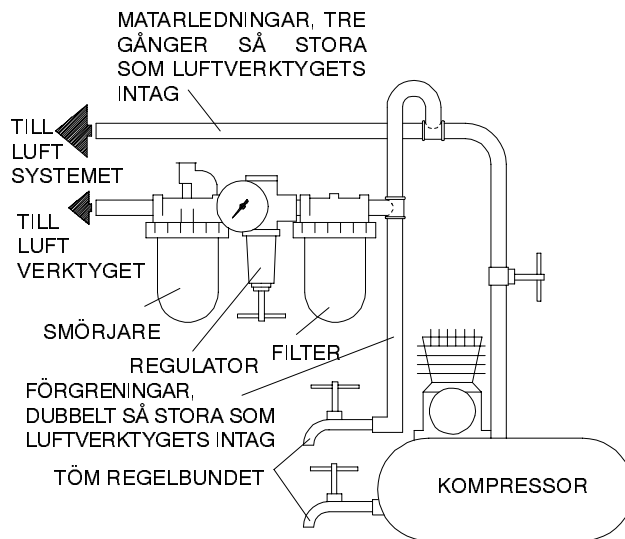 MATARLEDNINGAR, TRE
GÅNGER SÅ STORA
SOM LUFTVERKTYGETS
INTAG
TILL
LUFT
SYSTEMET
TILL
LUFT
VERKTYGET
SMÖRJARE
REGULATOR
FILTER
FÖRGRENINGAR,
DUBBELT SÅ STORA SOM
LUFTVERKTYGETS INTAG
TÖM REGELBUNDET
KOMPRESSOR